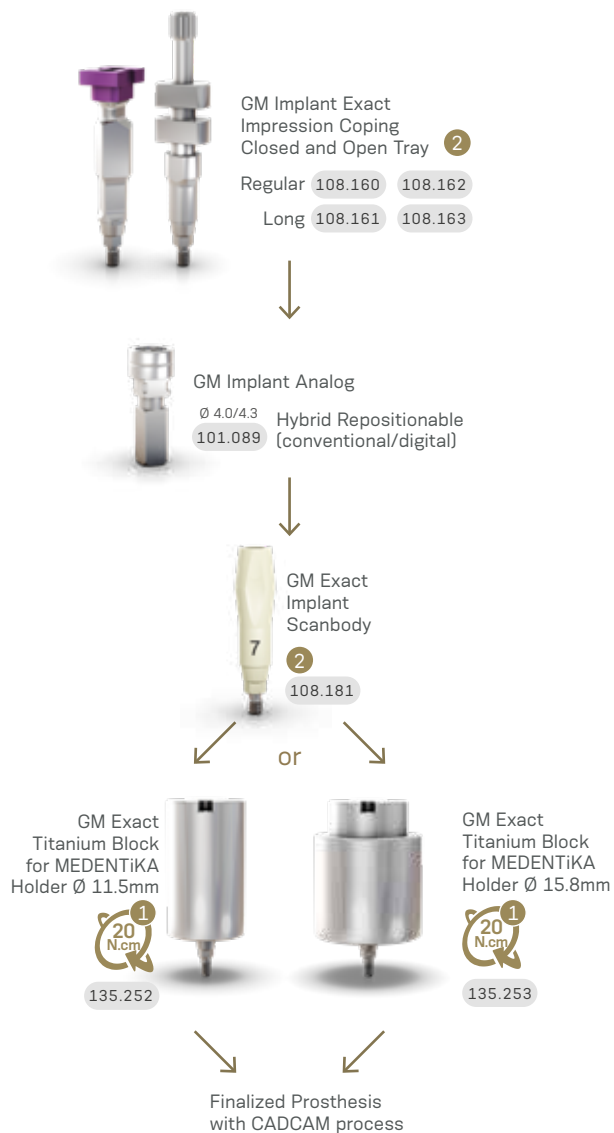 GM Implant Exact
Impression Coping
Closed and Open Tray 2
Regular 108.160 108.162
Long 108.161 108.163
GM Implant Analog
Ø 4.0/4.3
101.089
Hybrid Repositionable
(conventional/digital)
7
GM Exact
Implant
Scanbody
2
108.181
or
GM Exact
Titanium Block
for MEDENTiKA
Holder Ø 11.5mm
1
20
N.cm
135.252
GM Exact
Titanium Block
for MEDENTiKA
Holder Ø 15.8mm
1
20
N.cm
135.253
Finalized Prosthesis
with CADCAM process